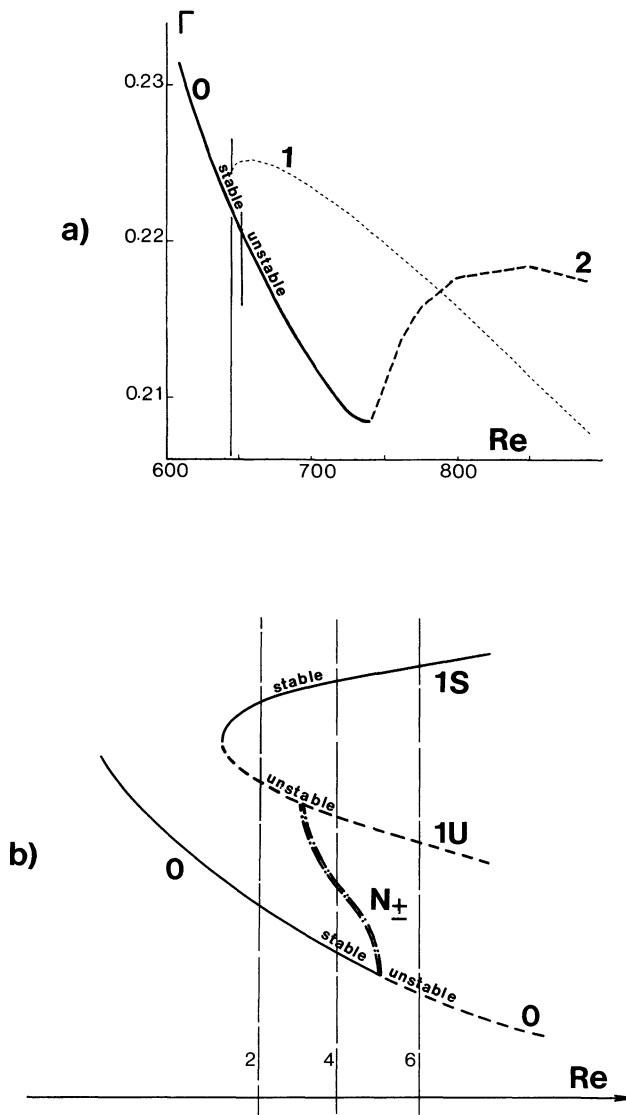 Γ
0.23
0
1
stable
a)
0.22
unstable
2
0.21
Re
600
700
800
stable
1S
unstable
1U
b)
0
N±
stable
unstable
0
2
4
6
Re